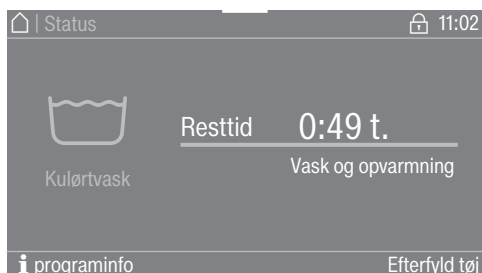 | Status
11:02
Resttid 0:49 t.
Vask og opvarmning
Kulørtvask
i programinfo
Efterfyld tøj